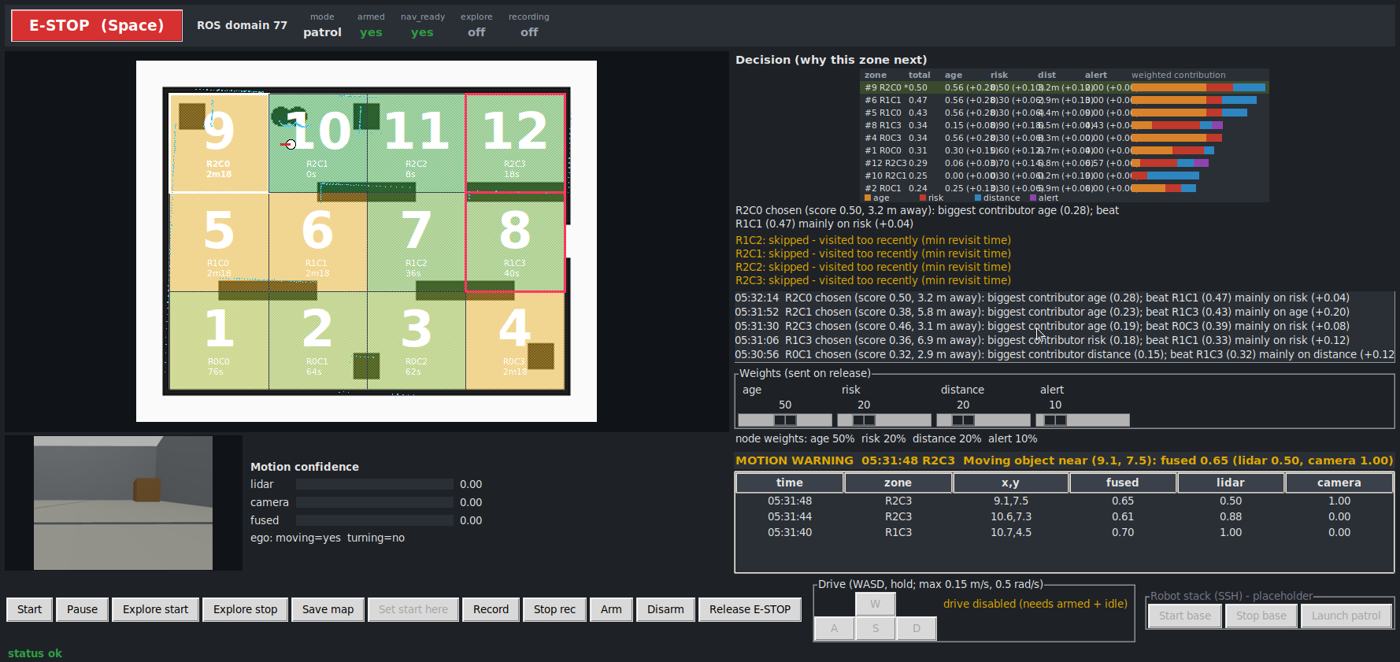 E-STOP (Space)
ROS domain 77
mode
patrol
armed
yes
nav_ready
yes
explore
off
recording
off
9
R2C0
2m18
10
R2C1
0s
11
R2C2
8s
12
R2C3
18s
5
R1C0
2m18
6
R1C1
2m18
7
R1C2
36s
8
R1C3
40s
1
R0C0
76s
2
R0C1
64s
3
R0C2
62s
4
R0C3
2m18
Decision (why this zone next)
zone total age risk dist alert weighted contribution
#9 R2C0 *0.50 0.56
#6 R1C1 0.47 0.56
#5 R1C0 0.43 0.56
#8 R1C3 0.34 0.15
#4 R0C3 0.34 0.56
#1 R0C0 0.31 0.30
#12 R2C3 0.29 0.06
#10 R2C1 0.25 0.00
#2 R0C1 0.24 0.25
age risk distance alert
R2C0 chosen (score 0.50, 3.2 m away): biggest contributor age (0.28); beat
R1C1 (0.47) mainly on risk (+0.04)
R1C2: skipped - visited too recently (min revisit time)
R2C1: skipped - visited too recently (min revisit time)
R2C2: skipped - visited too recently (min revisit time)
R2C3: skipped - visited too recently (min revisit time)
05:32:14 R2C0 chosen (score 0.50, 3.2 m away): biggest contributor age (0.28); beat R1C1 (0.47) mainly on risk (+0.04)
05:31:52 R2C1 chosen (score 0.38, 5.8 m away): biggest contributor age (0.23); beat R1C3 (0.43) mainly on age (+0.20)
05:31:30 R2C3 chosen (score 0.46, 3.1 m away): biggest contributor age (0.19); beat R0C3 (0.39) mainly on risk (+0.08)
05:31:06 R1C3 chosen (score 0.36, 6.9 m away): biggest contributor risk (0.18); beat R0C1 (0.33) mainly on risk (+0.12)
05:30:56 R0C1 chosen (score 0.32, 2.9 m away): biggest contributor distance (0.15); beat R1C3 (0.32) mainly on distance (+0.12
Weights (sent on release)
age risk distance alert
50 20 20 10
node weights: age 50% risk 20% distance 20% alert 10%
MOTION WARNING 05:31:48 R2C3 Moving object near (9.1, 7.5): fused 0.65 (lidar 0.50, camera 1.00)
time zone x,y fused lidar camera
05:31:48 R2C3 9.1,7.5 0.65 0.50 1.00
05:31:44 R2C3 10.6,7.3 0.61 0.88 0.00
05:31:40 R1C3 10.7,4.5 0.70 1.00 0.00
Motion confidence
lidar 0.00
camera 0.00
fused 0.00
ego: moving=yes turning=no
Start Pause Explore start Explore stop Save map Set start here Record Stop rec Arm Disarm Release E-STOP
Drive (WASD, hold; max 0.15 m/s, 0.5 rad/s)
W
A S D
drive disabled (needs armed + idle)
Robot stack (SSH) - placeholder
Start base Stop base Launch patrol
status ok